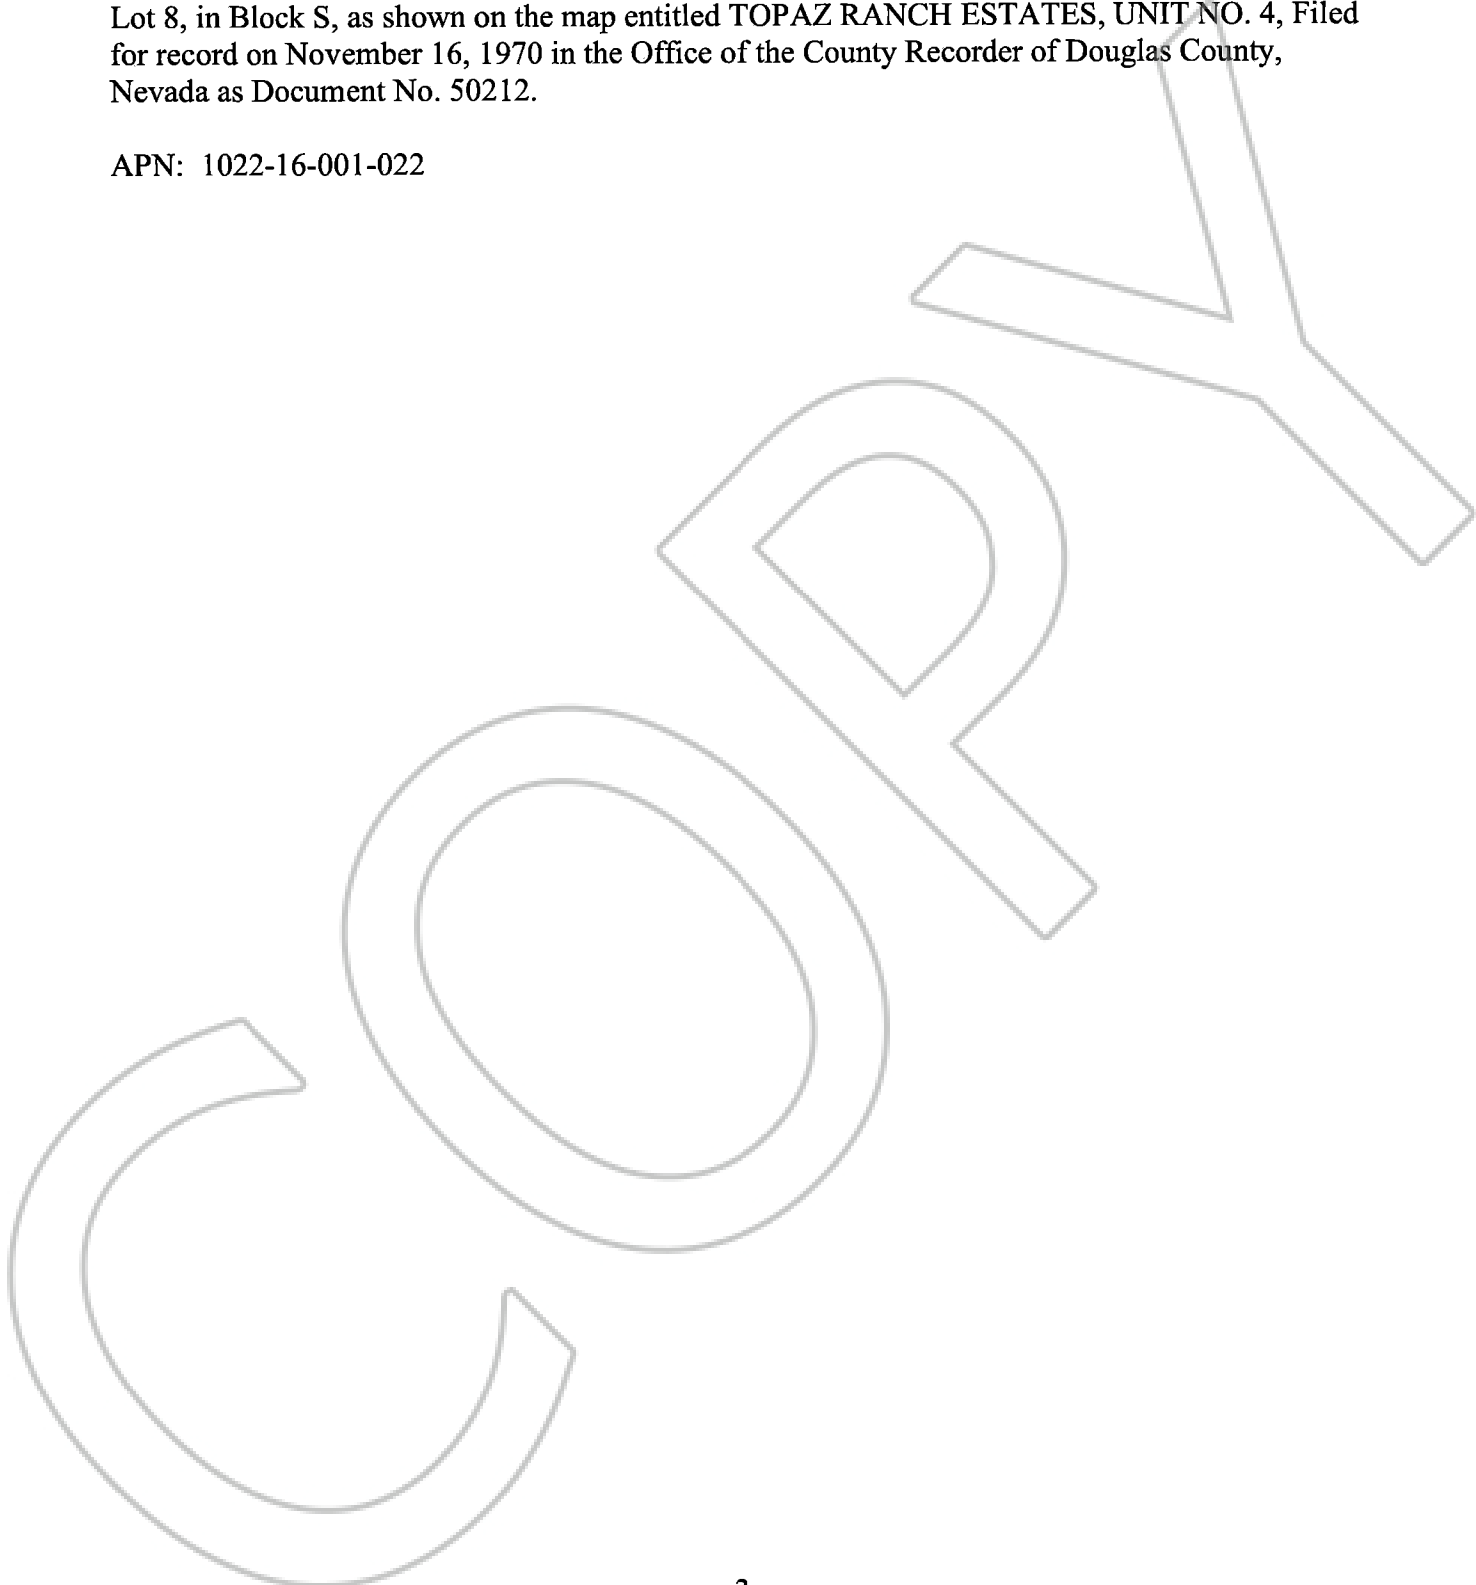 Lot 8, in Block S, as shown on the map entitled TOPAZ RANCH ESTATES, UNIT NO. 4, Filed
for record on November 16, 1970 in the Office of the County Recorder of Douglas County,
Nevada as Document No. 50212.
APN: 1022-16-001-022
COPY